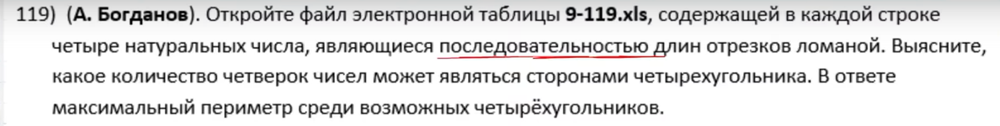 119) (А. Богданов). Откройте файл электронной таблицы 9-119.xls, содержащей в каждой строке
четыре натуральных числа, являющиеся последовательностью длин отрезков ломаной. Выясните,
какое количество четверок чисел может являться сторонами четырехугольника. В ответе
максимальный периметр среди возможных четырёхугольников.